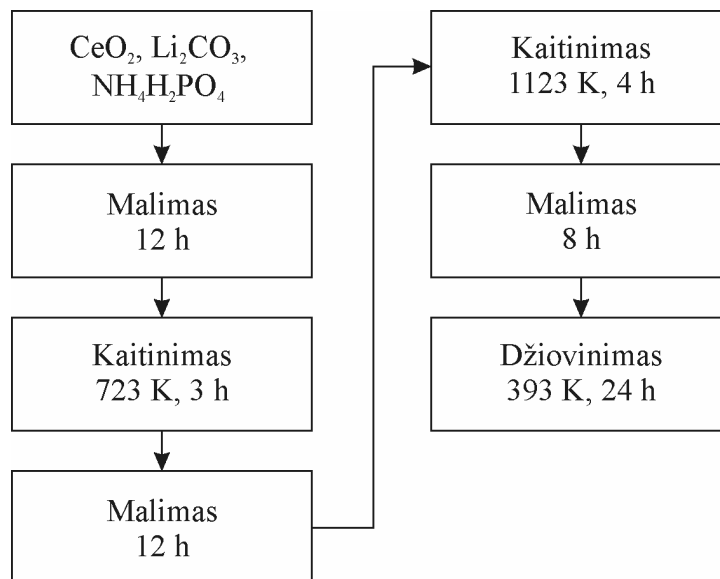 CeO₂, Li₂CO₃,
NH₄H₂PO₄
Malimas
12 h
Kaitinimas
723 K, 3 h
Malimas
12 h
Kaitinimas
1123 K, 4 h
Malimas
8 h
Džiovinimas
393 K, 24 h